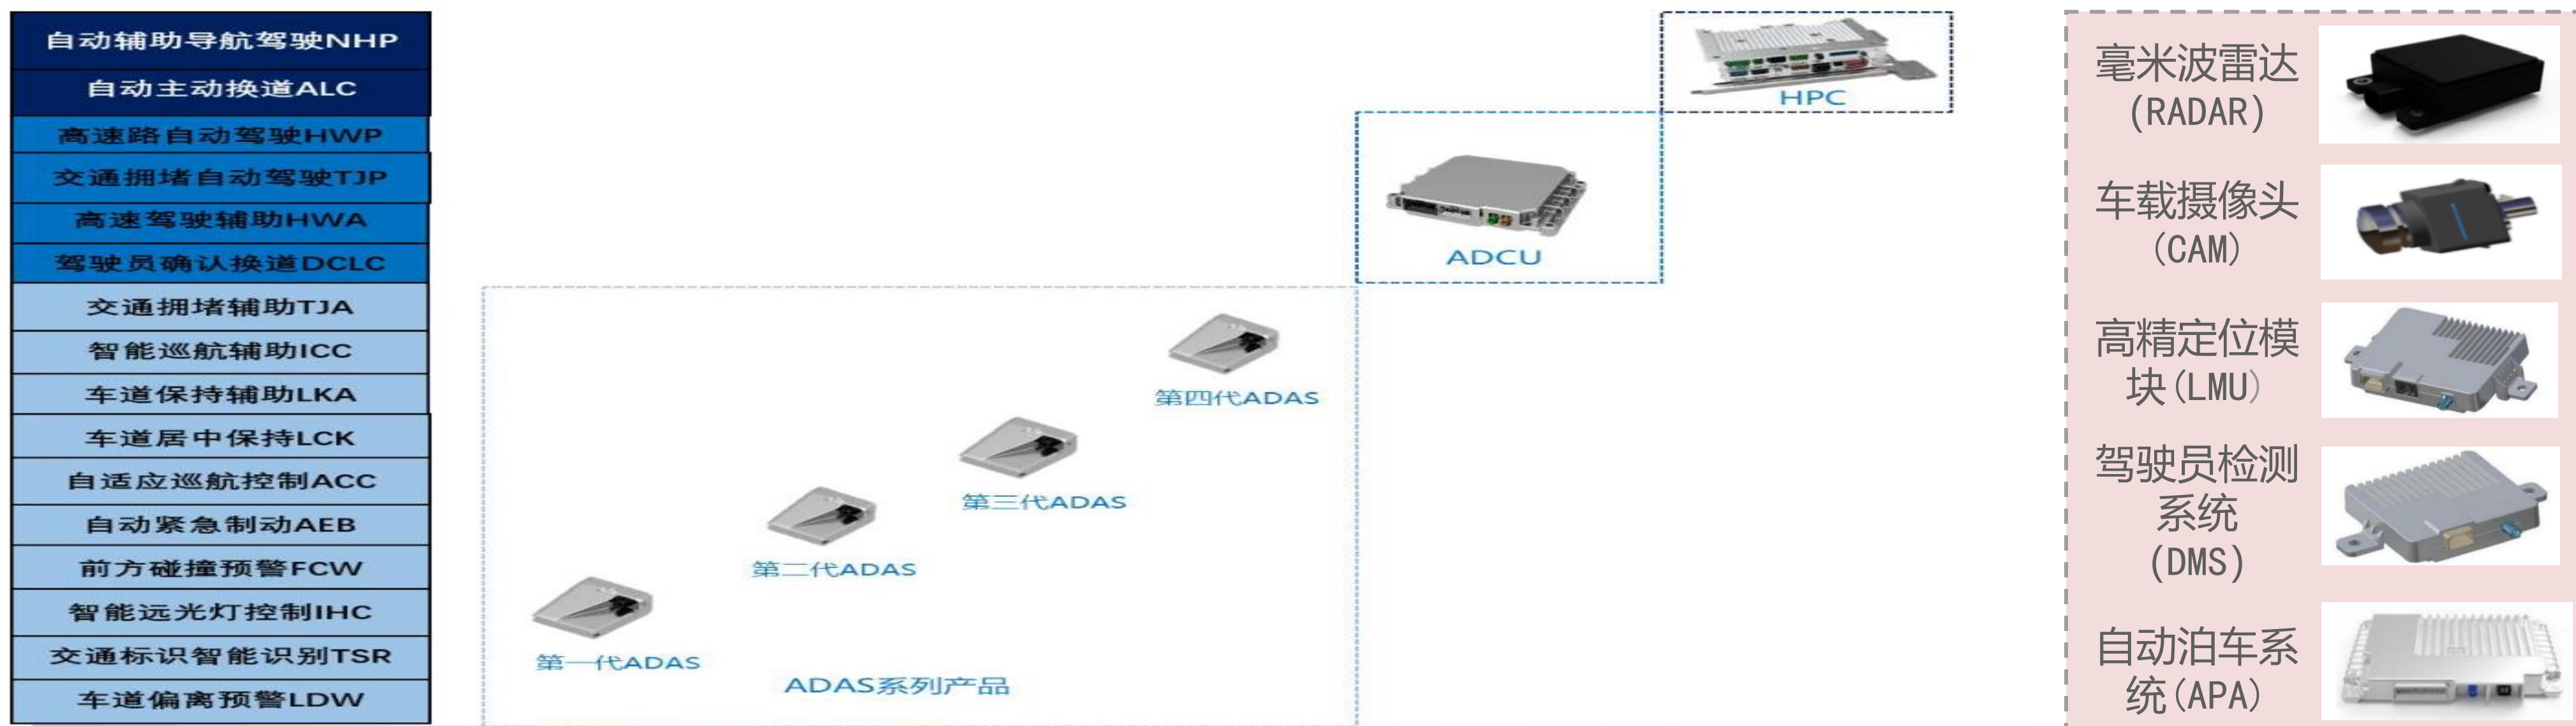 自动辅助导航驾驶NHP
自动主动换道ALC
高速路自动驾驶HWP
交通拥堵自动驾驶TJP
高速驾驶辅助HWA
驾驶员确认换道DCLC
交通拥堵辅助TJA
智能巡航辅助ICC
车道保持辅助LKA
车道居中保持LCK
自适应巡航控制ACC
自动紧急制动AEB
前方碰撞预警FCW
智能远光灯控制IHC
交通标识智能识别TSR
车道偏离预警LDW
HPC
ADCU
第四代ADAS
第三代ADAS
第二代ADAS
第一代ADAS
ADAS系列产品
毫米波雷达
(RADAR)
车载摄像头
(CAM)
高精定位模
块(LMU)
驾驶员检测
系统
(DMS)
自动泊车系
统(APA)